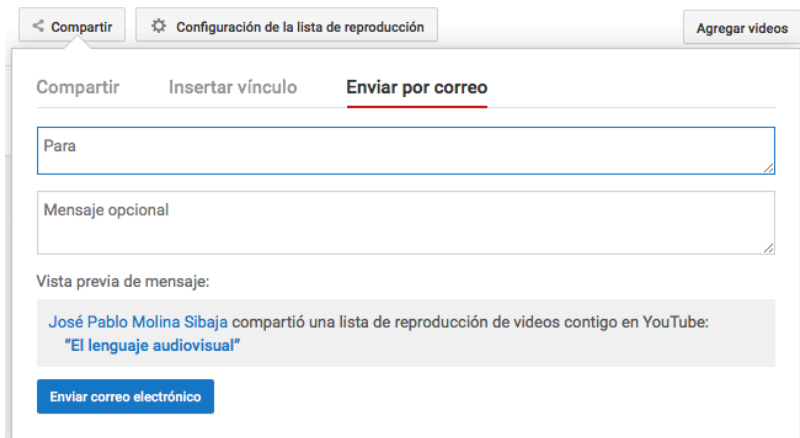 Compartir
Configuración de la lista de reproducción
Agregar videos
Compartir
Insertar vínculo
Enviar por correo
Para
Mensaje opcional
Vista previa de mensaje:
José Pablo Molina Sibaja compartió una lista de reproducción de videos contigo en YouTube:
“El lenguaje audiovisual”
Enviar correo electrónico